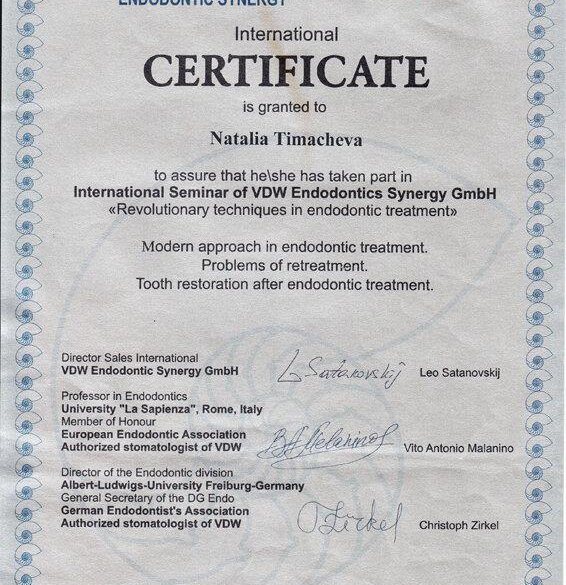 ENDODONTIC SYNERGY
International
CERTIFICATE
is granted to
Natalia Timacheva
to assure that he\she has taken part in
International Seminar of VDW Endodontics Synergy GmbH
«Revolutionary techniques in endodontic treatment»
Modern approach in endodontic treatment.
Problems of retreatment.
Tooth restoration after endodontic treatment.
Director Sales International
VDW Endodontic Synergy GmbH
L Satanovskij Leo Satanovskij
Professor in Endodontics
University "La Sapienza", Rome, Italy
Member of Honour
European Endodontic Association
Authorized stomatologist of VDW
Vito Antonio Malanino
Director of the Endodontic division
Albert-Ludwigs-University Freiburg-Germany
General Secretary of the DG Endo
German Endodontist's Association
Authorized stomatologist of VDW
Zirkel Christoph Zirkel